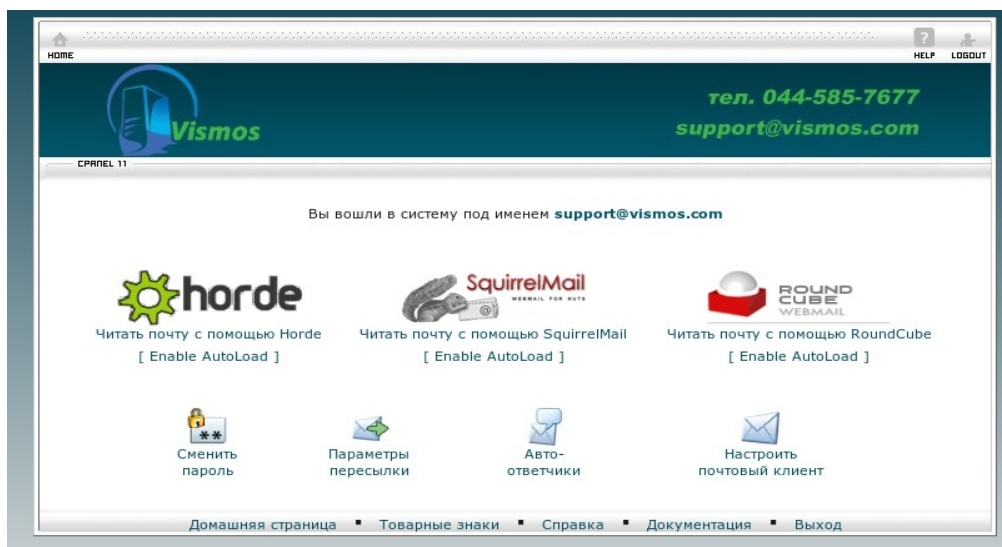 HOME
HELP LOGOUT
тел. 044-585-7677
support@vismos.com
Vismos
CPANEL 11
Вы вошли в систему под именем support@vismos.com
horde
SquirrelMail
WEBMAIL FOR NUTS
ROUND
CUBE
WEBMAIL
Читать почту с помощью Horde
Читать почту с помощью SquirrelMail
Читать почту с помощью RoundCube
[ Enable AutoLoad ]
[ Enable AutoLoad ]
[ Enable AutoLoad ]
Сменить
пароль
Параметры
пересылки
Авто-
ответчики
Настроить
почтовый клиент
Домашняя страница ▪ Товарные знаки ▪ Справка ▪ Документация ▪ Выход